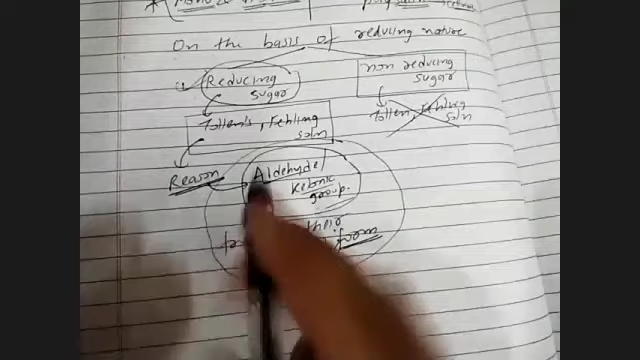 On the basis of reducing nature
Reducing
sugar
non reducing
sugar
Tollen's, Fehling
soln
Tollen, Fehling
soln
Reason
Aldehyde/
Ketonic
group.
their
form